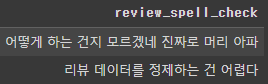 review_spell_check
어떻게 하는 건지 모르겠네 진짜로 머리 아파
리뷰 데이터를 정제하는 건 어렵다